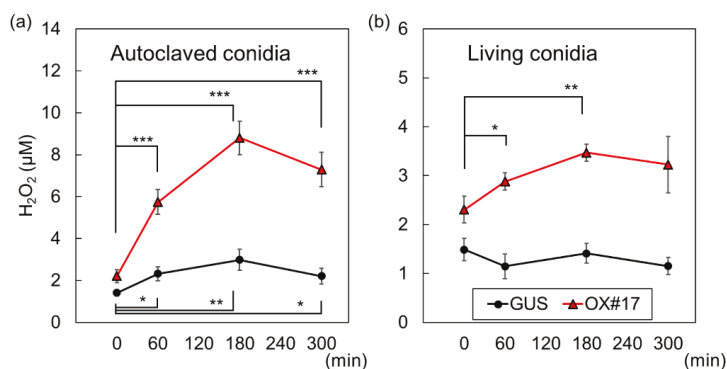 (a)
Autoclaved conidia
H₂O₂ (μM)
14
12
10
8
6
4
2
0
***
***
***
*
**
*
0 60 120 180 240 300
(min)
(b)
Living conidia
6
5
4
3
2
1
0
**
*
GUS OX#17
0 60 120 180 240 300
(min)